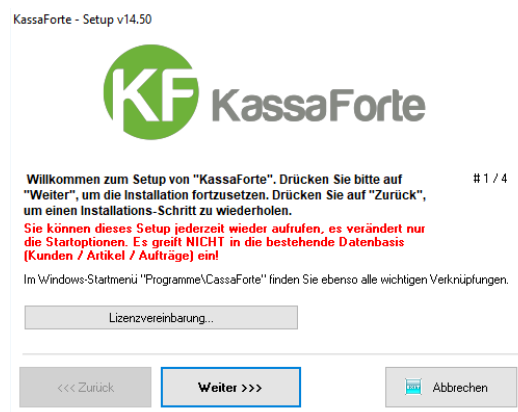 KassaForte - Setup v14.50
KF KassaForte
Willkommen zum Setup von "KassaForte". Drücken Sie bitte auf
# 1 / 4
"Weiter", um die Installation fortzusetzen. Drücken Sie auf "Zurück",
um einen Installations-Schritt zu wiederholen.
Sie können dieses Setup jederzeit wieder aufrufen, es verändert nur
die Startoptionen. Es greift NICHT in die bestehende Datenbasis
(Kunden / Artikel / Aufträge) ein!
Im Windows-Startmenü "Programme\CassaForte" finden Sie ebenso alle wichtigen Verknüpfungen.
Lizenzvereinbarung...
<<< Zurück
Weiter >>>
Abbrechen